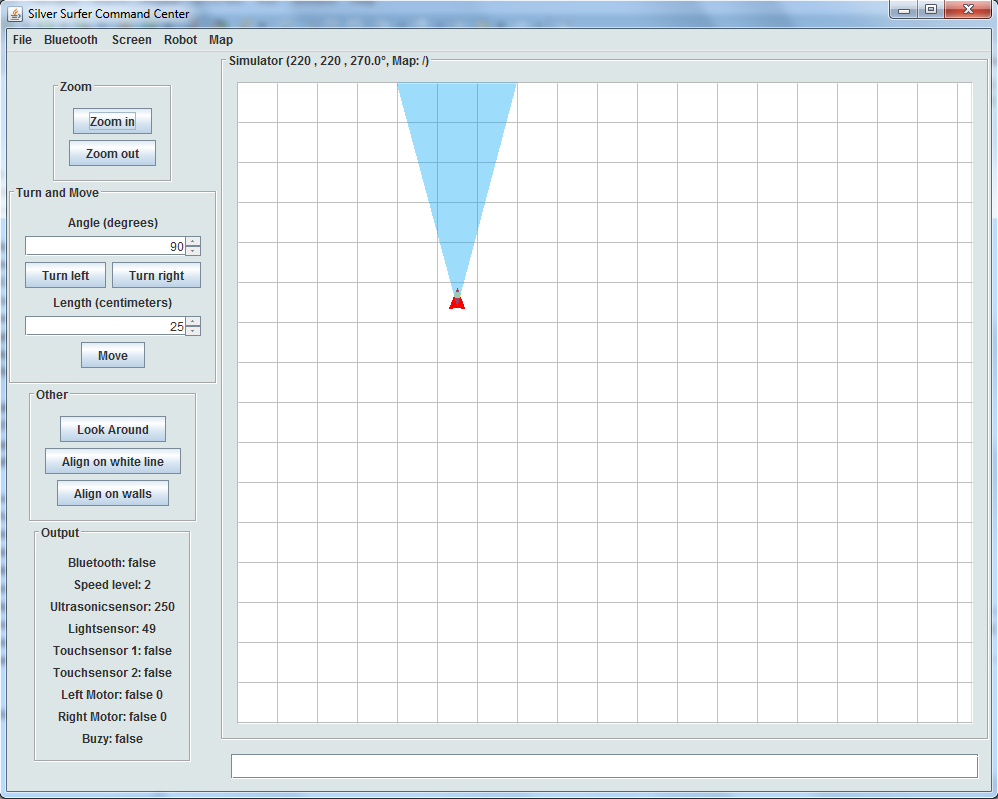 Silver Surfer Command Center
File Bluetooth Screen Robot Map
Simulator (220 , 220 , 270.0°, Map: /)
Zoom
Zoom in
Zoom out
Turn and Move
Angle (degrees)
90
Turn left Turn right
Length (centimeters)
25
Move
Other
Look Around
Align on white line
Align on walls
Output
Bluetooth: false
Speed level: 2
Ultrasonicsensor: 250
Lightsensor: 49
Touchsensor 1: false
Touchsensor 2: false
Left Motor: false 0
Right Motor: false 0
Buzy: false